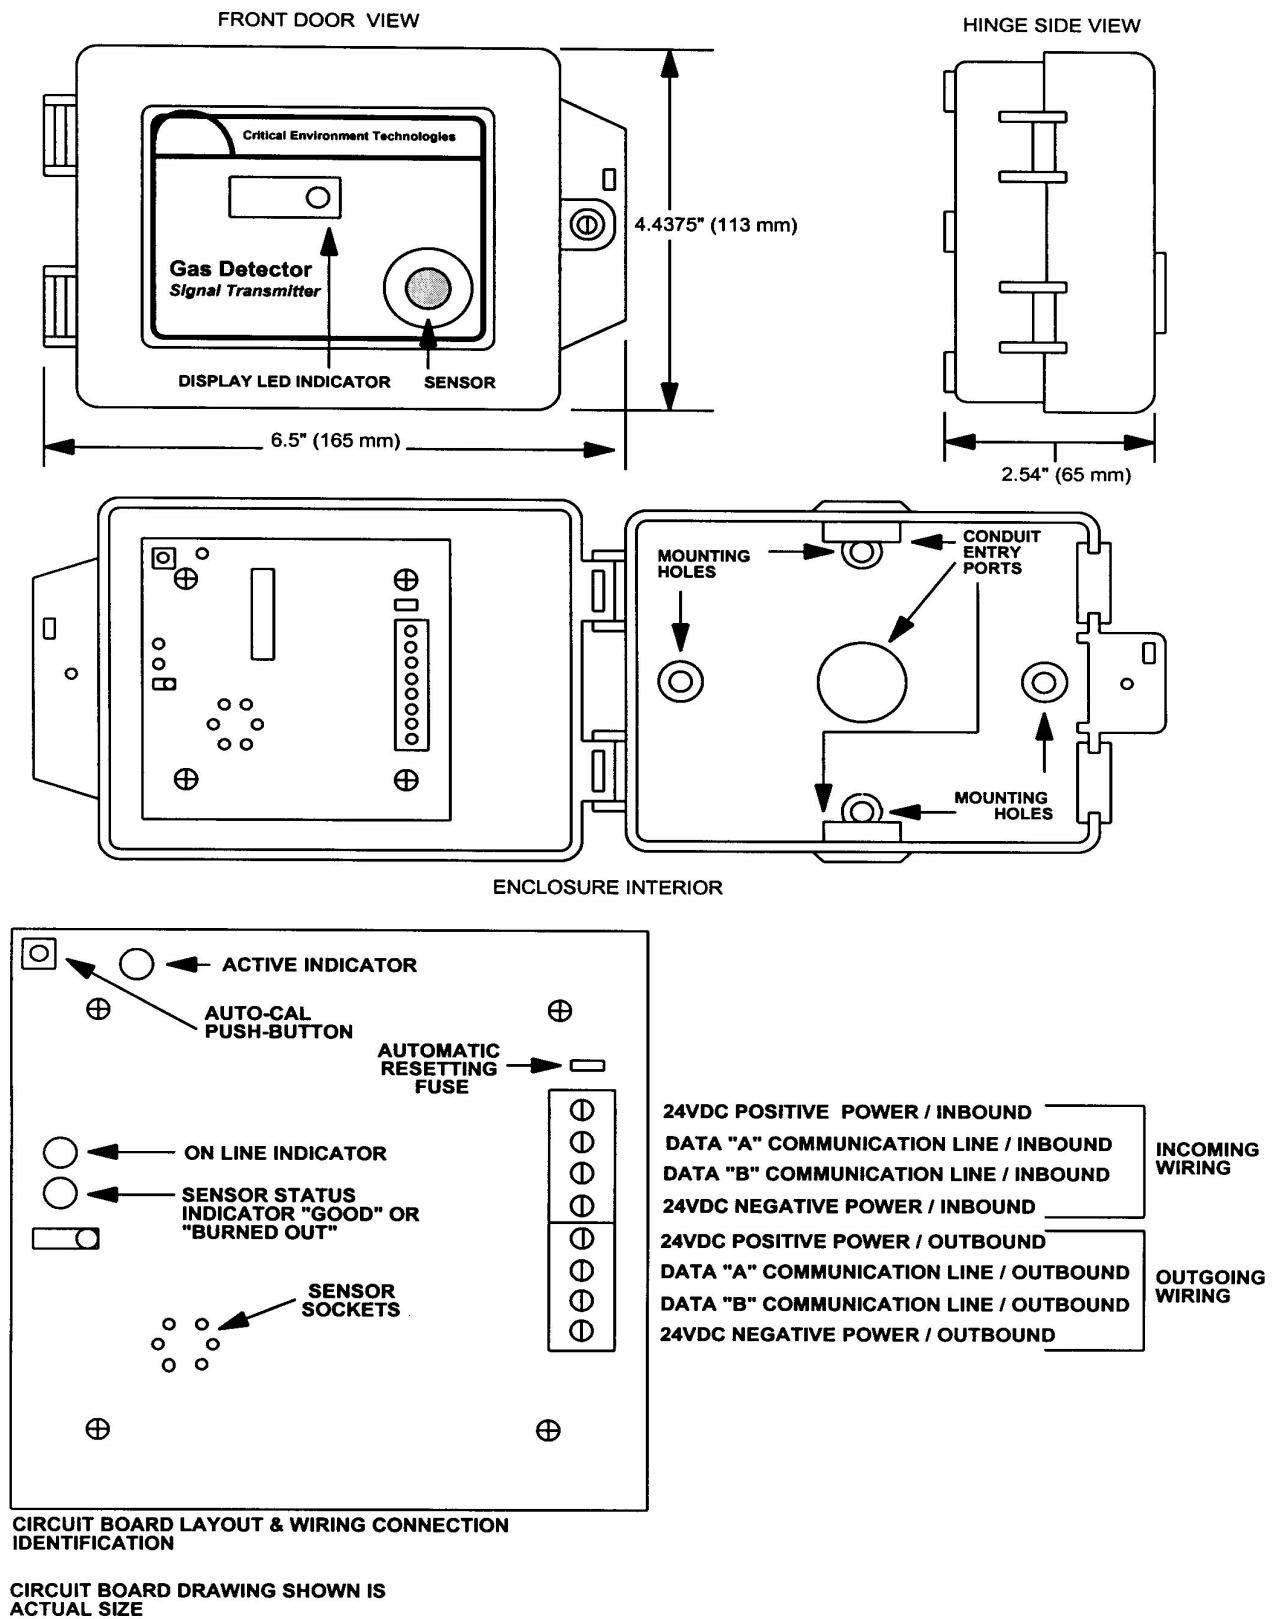 FRONT DOOR VIEW
HINGE SIDE VIEW
Critical Environment Technologies
4.4375" (113 mm)
Gas Detector
Signal Transmitter
DISPLAY LED INDICATOR
SENSOR
6.5" (165 mm)
2.54" (65 mm)
MOUNTING
HOLES
CONDUIT
ENTRY
PORTS
MOUNTING
HOLES
ENCLOSURE INTERIOR
ACTIVE INDICATOR
AUTO-CAL
PUSH-BUTTON
AUTOMATIC
RESETTING
FUSE
24VDC POSITIVE POWER / INBOUND
DATA "A" COMMUNICATION LINE / INBOUND
DATA "B" COMMUNICATION LINE / INBOUND
24VDC NEGATIVE POWER / INBOUND
INCOMING
WIRING
ON LINE INDICATOR
SENSOR STATUS
INDICATOR "GOOD" OR
"BURNED OUT"
24VDC POSITIVE POWER / OUTBOUND
DATA "A" COMMUNICATION LINE / OUTBOUND
DATA "B" COMMUNICATION LINE / OUTBOUND
24VDC NEGATIVE POWER / OUTBOUND
OUTGOING
WIRING
SENSOR
SOCKETS
CIRCUIT BOARD LAYOUT & WIRING CONNECTION
IDENTIFICATION
CIRCUIT BOARD DRAWING SHOWN IS
ACTUAL SIZE